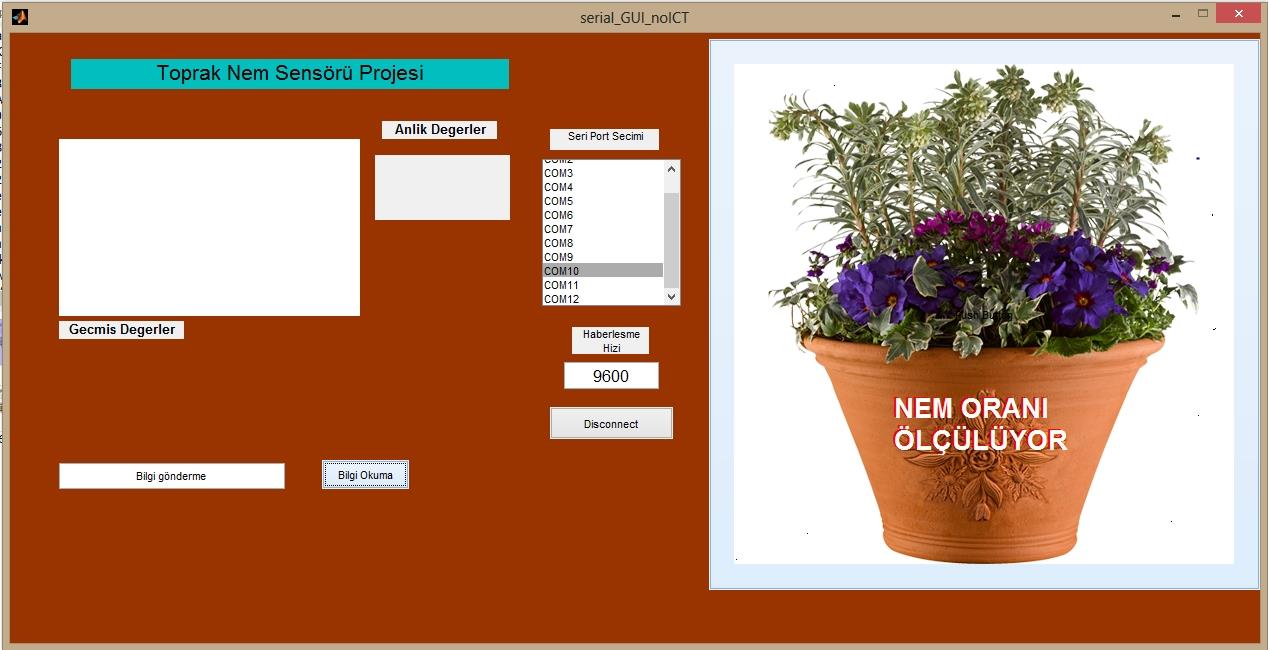 serial_GUI_noICT
Toprak Nem Sensörü Projesi
Anlik Degerler
Seri Port Secimi
COM2
COM3
COM4
COM5
COM6
COM7
COM8
COM9
COM10
COM11
COM12
Gecmis Degerler
Haberlesme
Hizi
9600
Disconnect
Bilgi gönderme
Bilgi Okuma
Push Button
NEM ORANI
ÖLÇÜLÜYOR